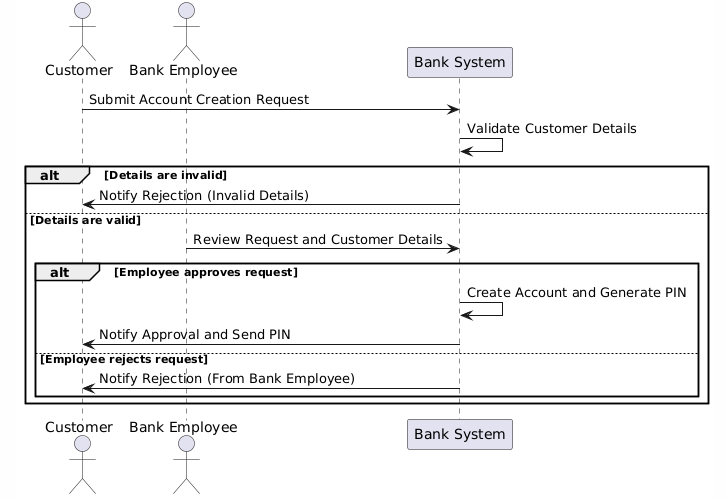 Customer
Bank Employee
Bank System
Submit Account Creation Request
Validate Customer Details
alt
[Details are invalid]
Notify Rejection (Invalid Details)
[Details are valid]
Review Request and Customer Details
alt
[Employee approves request]
Create Account and Generate PIN
Notify Approval and Send PIN
[Employee rejects request]
Notify Rejection (From Bank Employee)
Customer
Bank Employee
Bank System